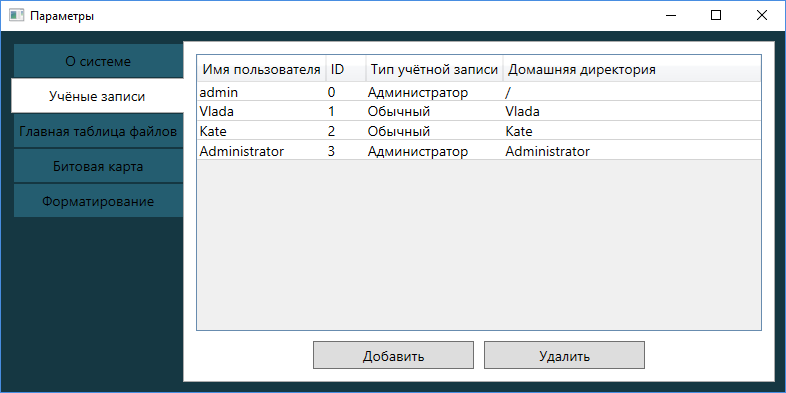 Параметры
О системе
Учёные записи
Главная таблица файлов
Битовая карта
Форматирование
Имя пользователя ID Тип учётной записи Домашняя директория
admin 0 Администратор /
Vlada 1 Обычный Vlada
Kate 2 Обычный Kate
Administrator 3 Администратор Administrator
Добавить Удалить